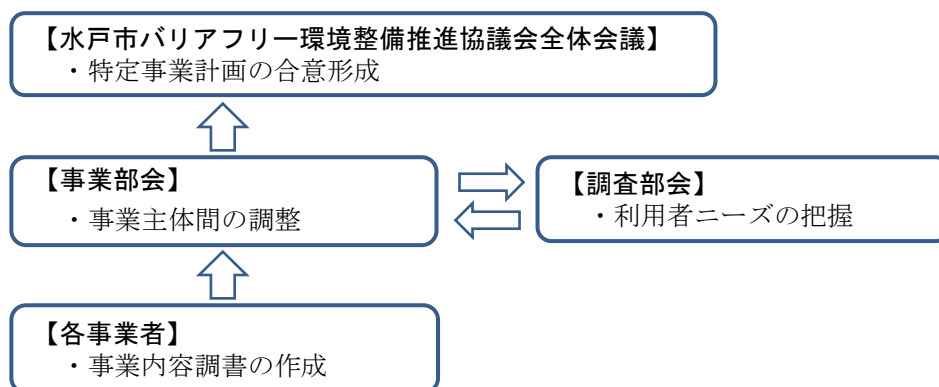 【水戸市バリアフリー環境整備推進協議会全体会議】
・特定事業計画の合意形成
【事業部会】
・事業主体間の調整
【調査部会】
・利用者ニーズの把握
【各事業者】
・事業内容調書の作成